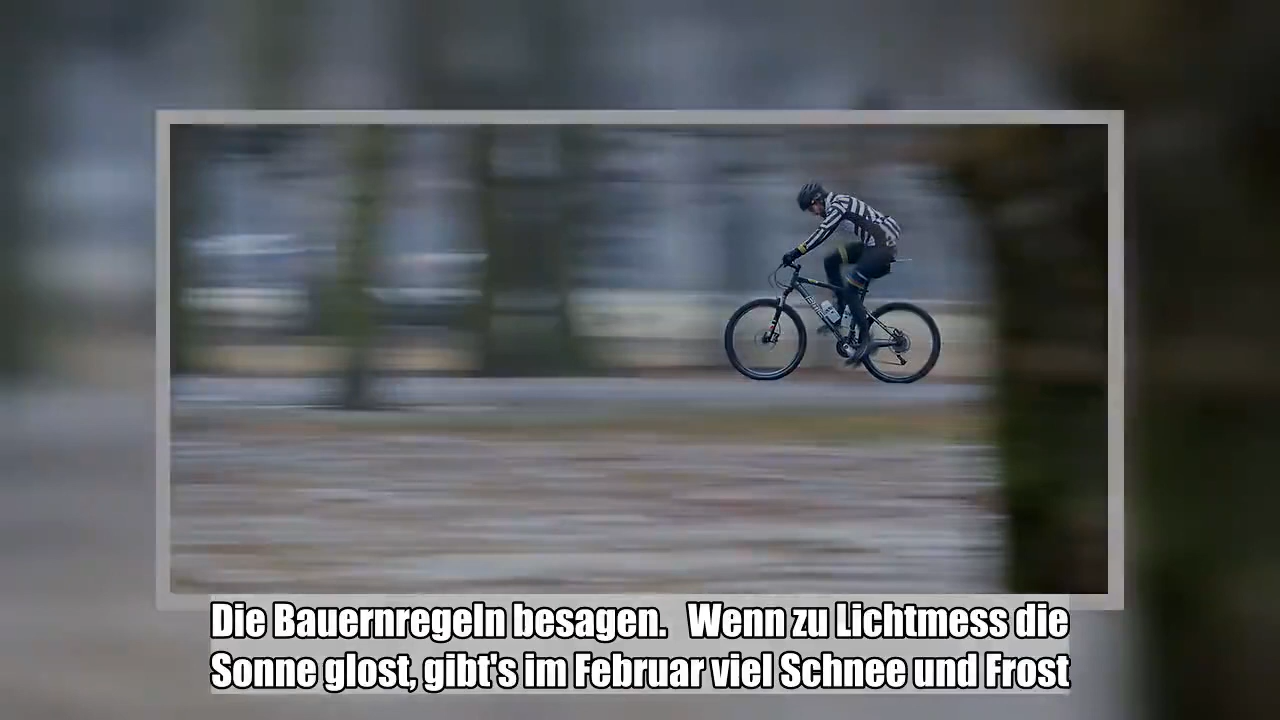 Die Bauernregeln besagen. Wenn zu Lichtmess die
Sonne glost, gibt's im Februar viel Schnee und Frost